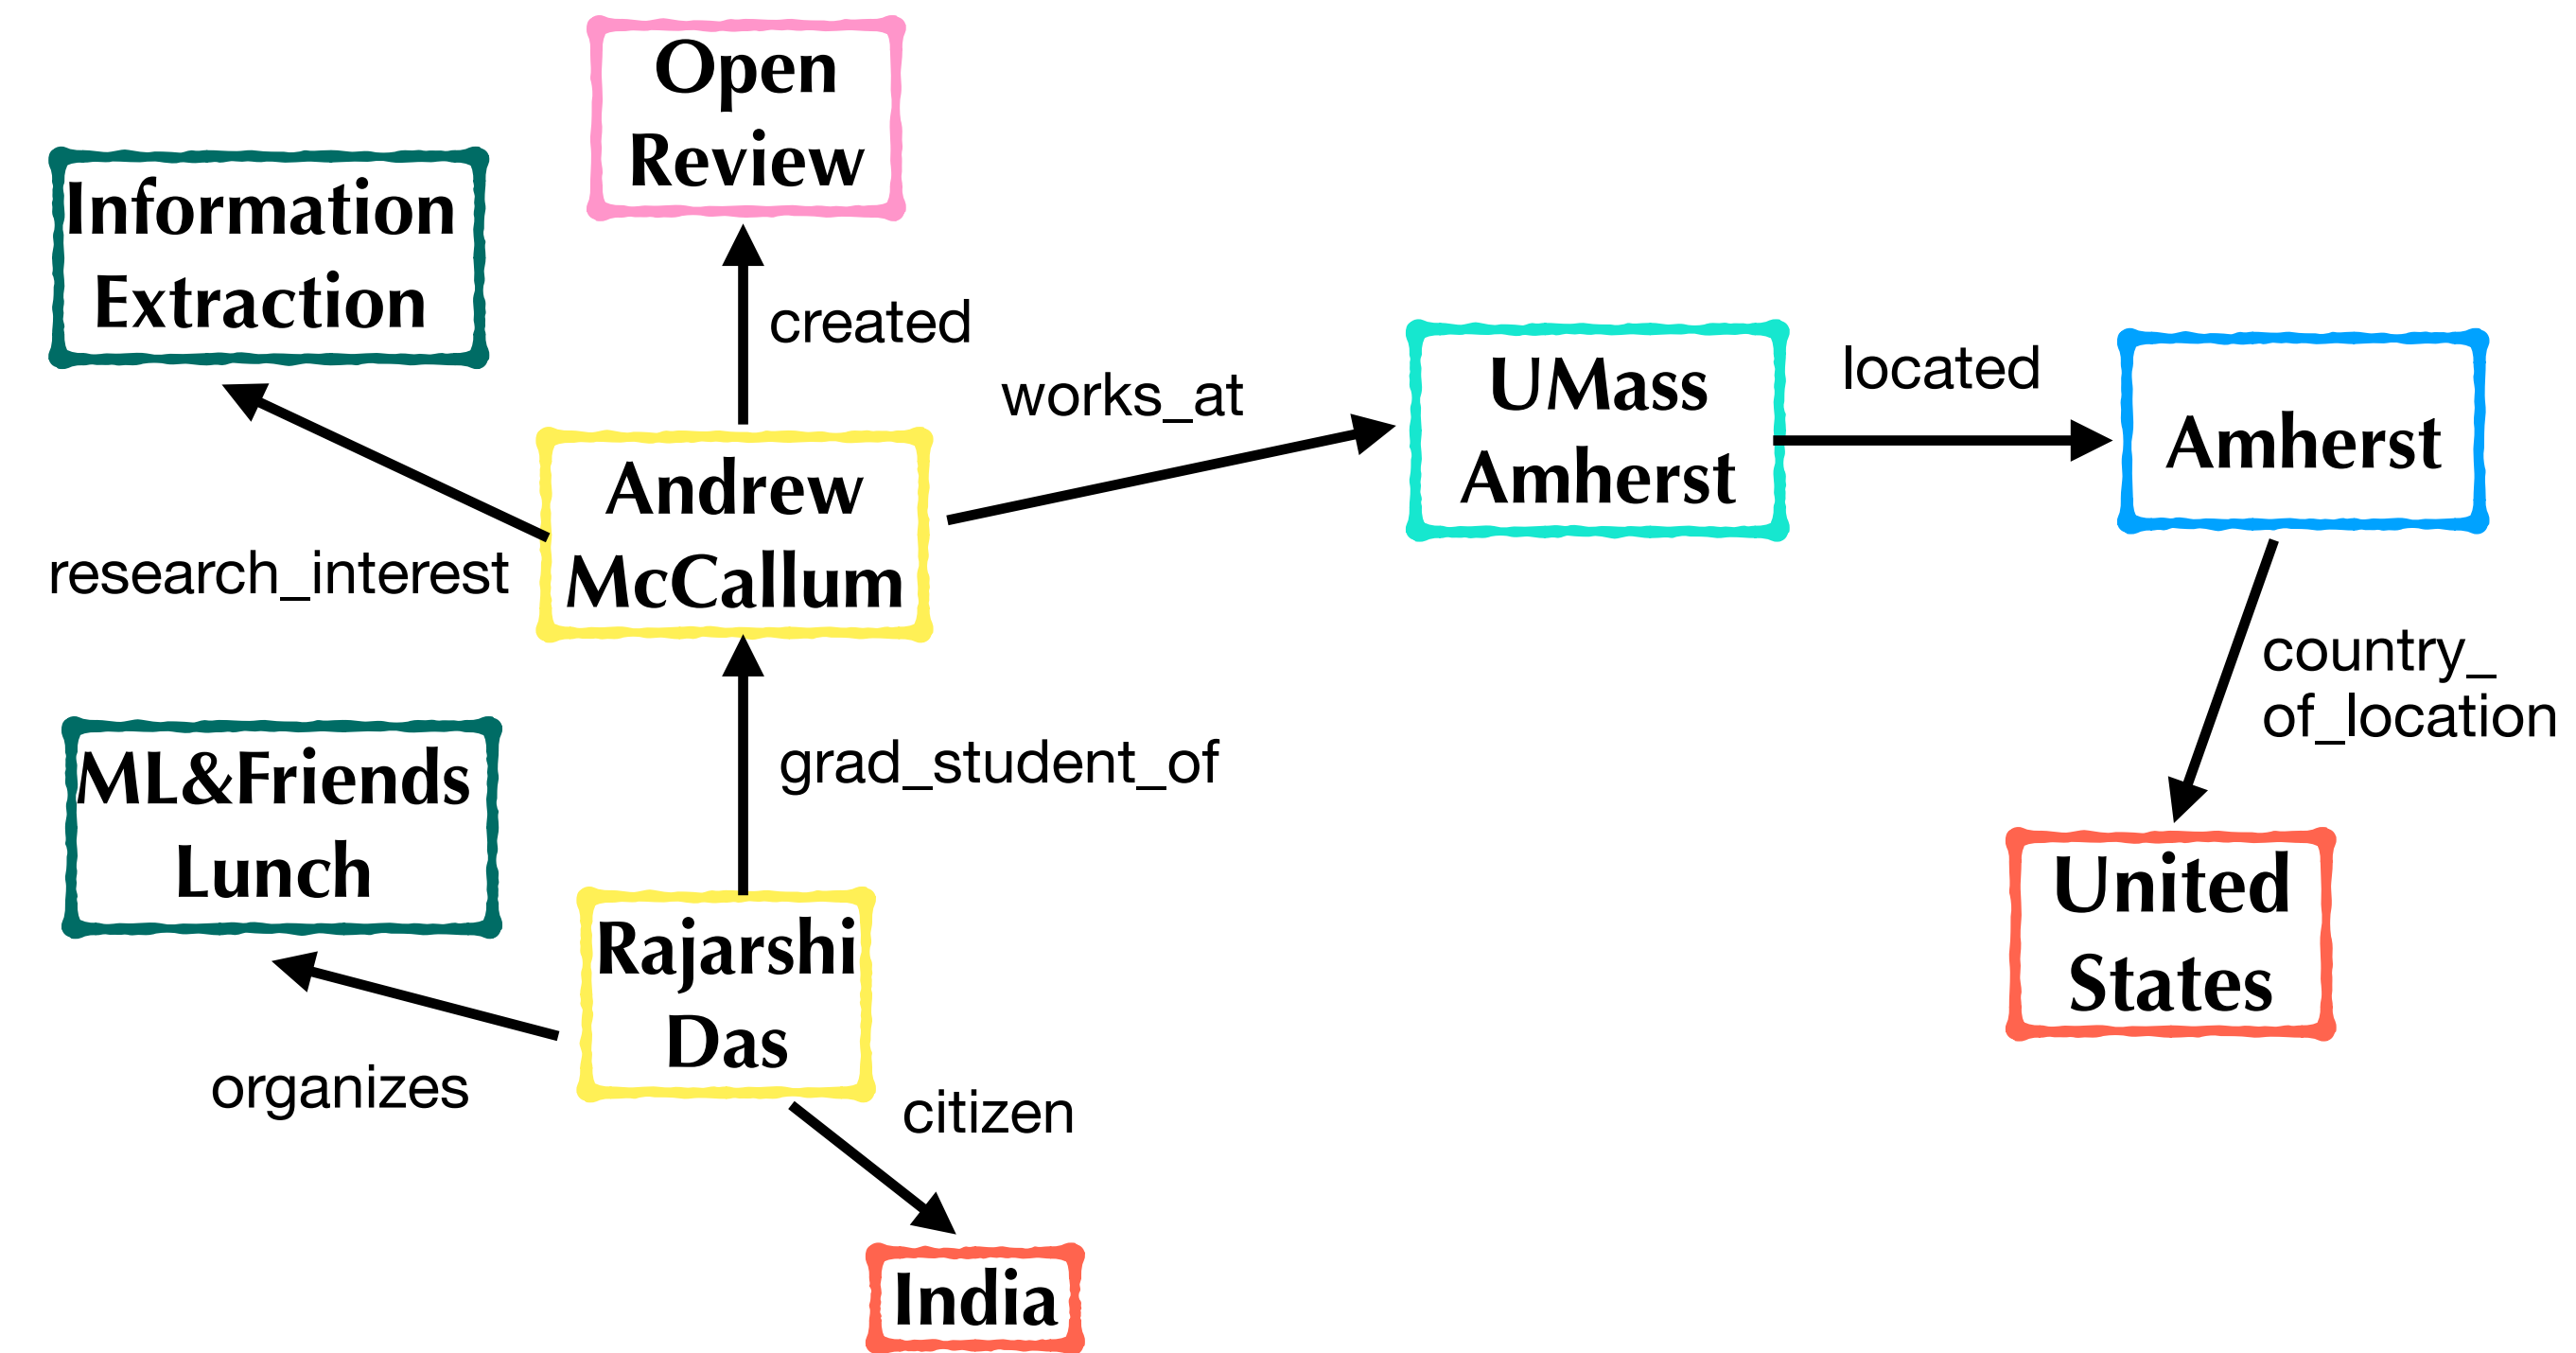 Open
Review
Information
Extraction
created
works_at
UMass
Amherst
located
Amherst
Andrew
McCallum
research_interest
country_
of_location
ML&Friends
Lunch
grad_student_of
United
States
Rajarshi
Das
organizes
citizen
India